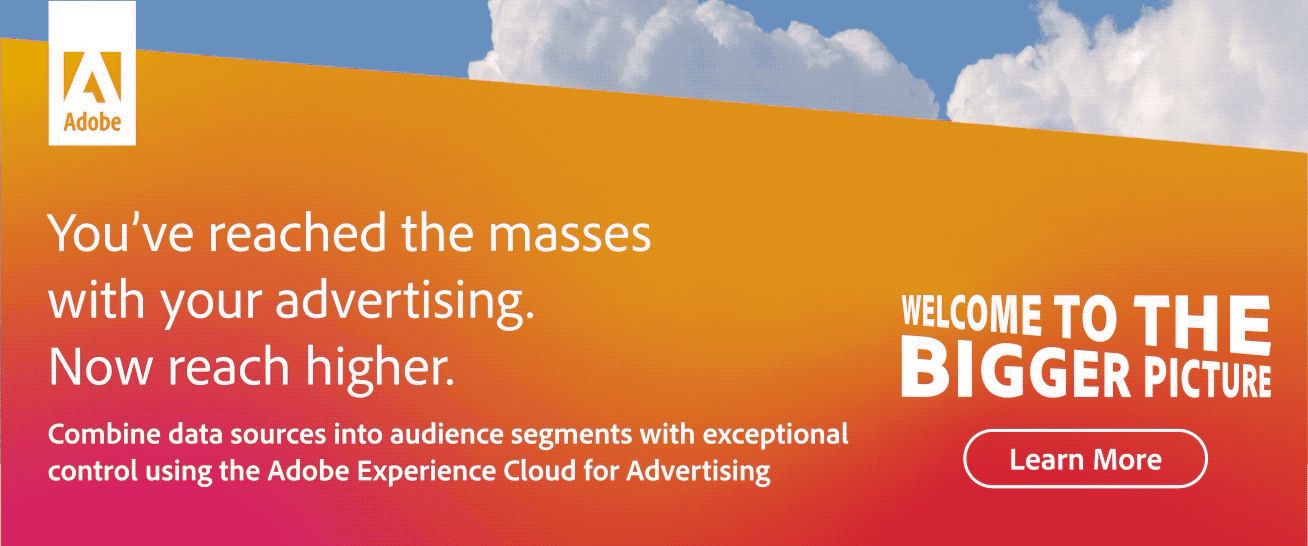 Adobe
You’ve reached the masses
with your advertising.
Now reach higher.
Combine data sources into audience segments with exceptional
control using the Adobe Experience Cloud for Advertising
WELCOME TO THE
BIGGER PICTURE
Learn More